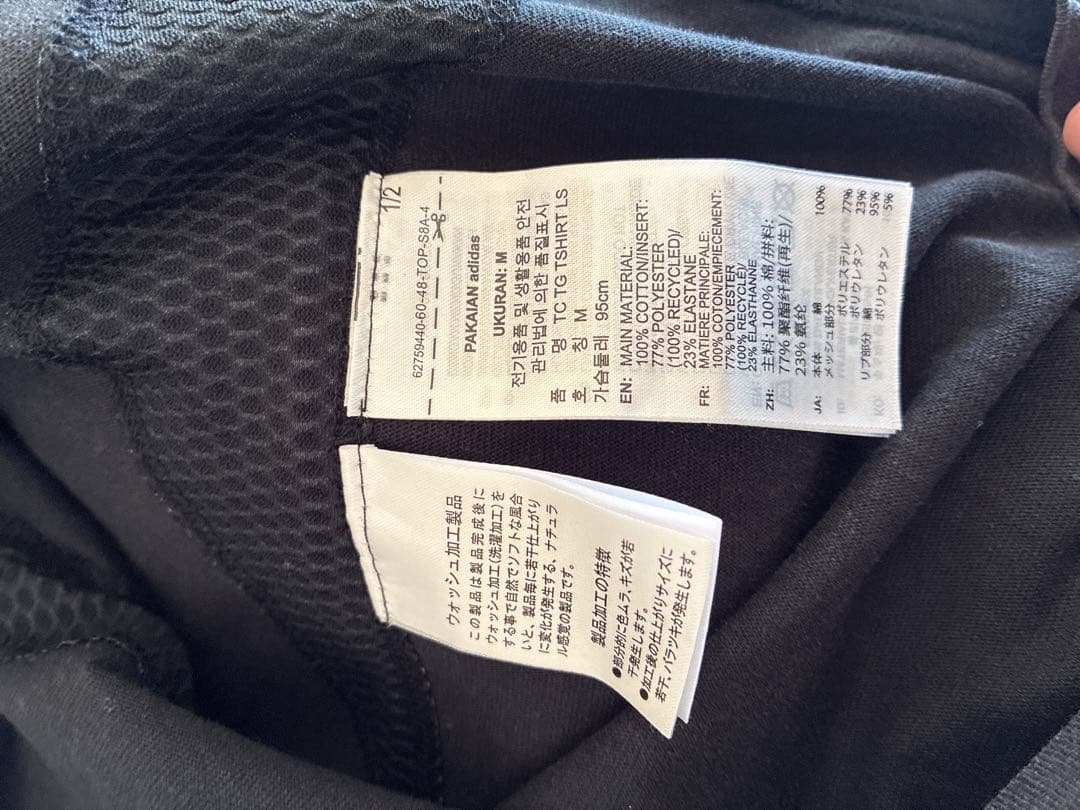 1/2
62759440-60-48-TOP-S8A-4
PAKAIAN adidas
UKURAN: M
전기용품 및 생활용품 안전
관리법에 의한 품질표시
품 명 TC TG TSHIRT LS
호 칭 M
가슴둘레 95cm
EN: MAIN MATERIAL:
100% COTTON/INSERT:
77% POLYESTER
(100% RECYCLED)/
23% ELASTANE
FR: MATIERE PRINCIPALE:
100% COTON/EMPIECEMENT:
77% POLYESTER
(100% RECYCLE)/
23% ELASTHANNE
ZH: 主料: 100% 棉/拼料:
77% 聚酯纤维(再生)/
23% 氨纶
JA: 本体 綿 100%
メッシュ部分
ポリエステル 77%
ポリウレタン 23%
リブ部分 綿 95%
ポリウレタン 5%
ウォッシュ加工製品
この製品は製品完成後に
ウォッシュ加工(洗濯加工)を
する事で自然でソフトな風合
いと、製品毎に若干仕上がり
に変化が発生する、ナチュラ
ル感覚の製品です。
製品加工の特徴
●部分的に色ムラ、キズが若
干発生します。
●加工後の仕上がりサイズに
若干、バラツキが発生します。